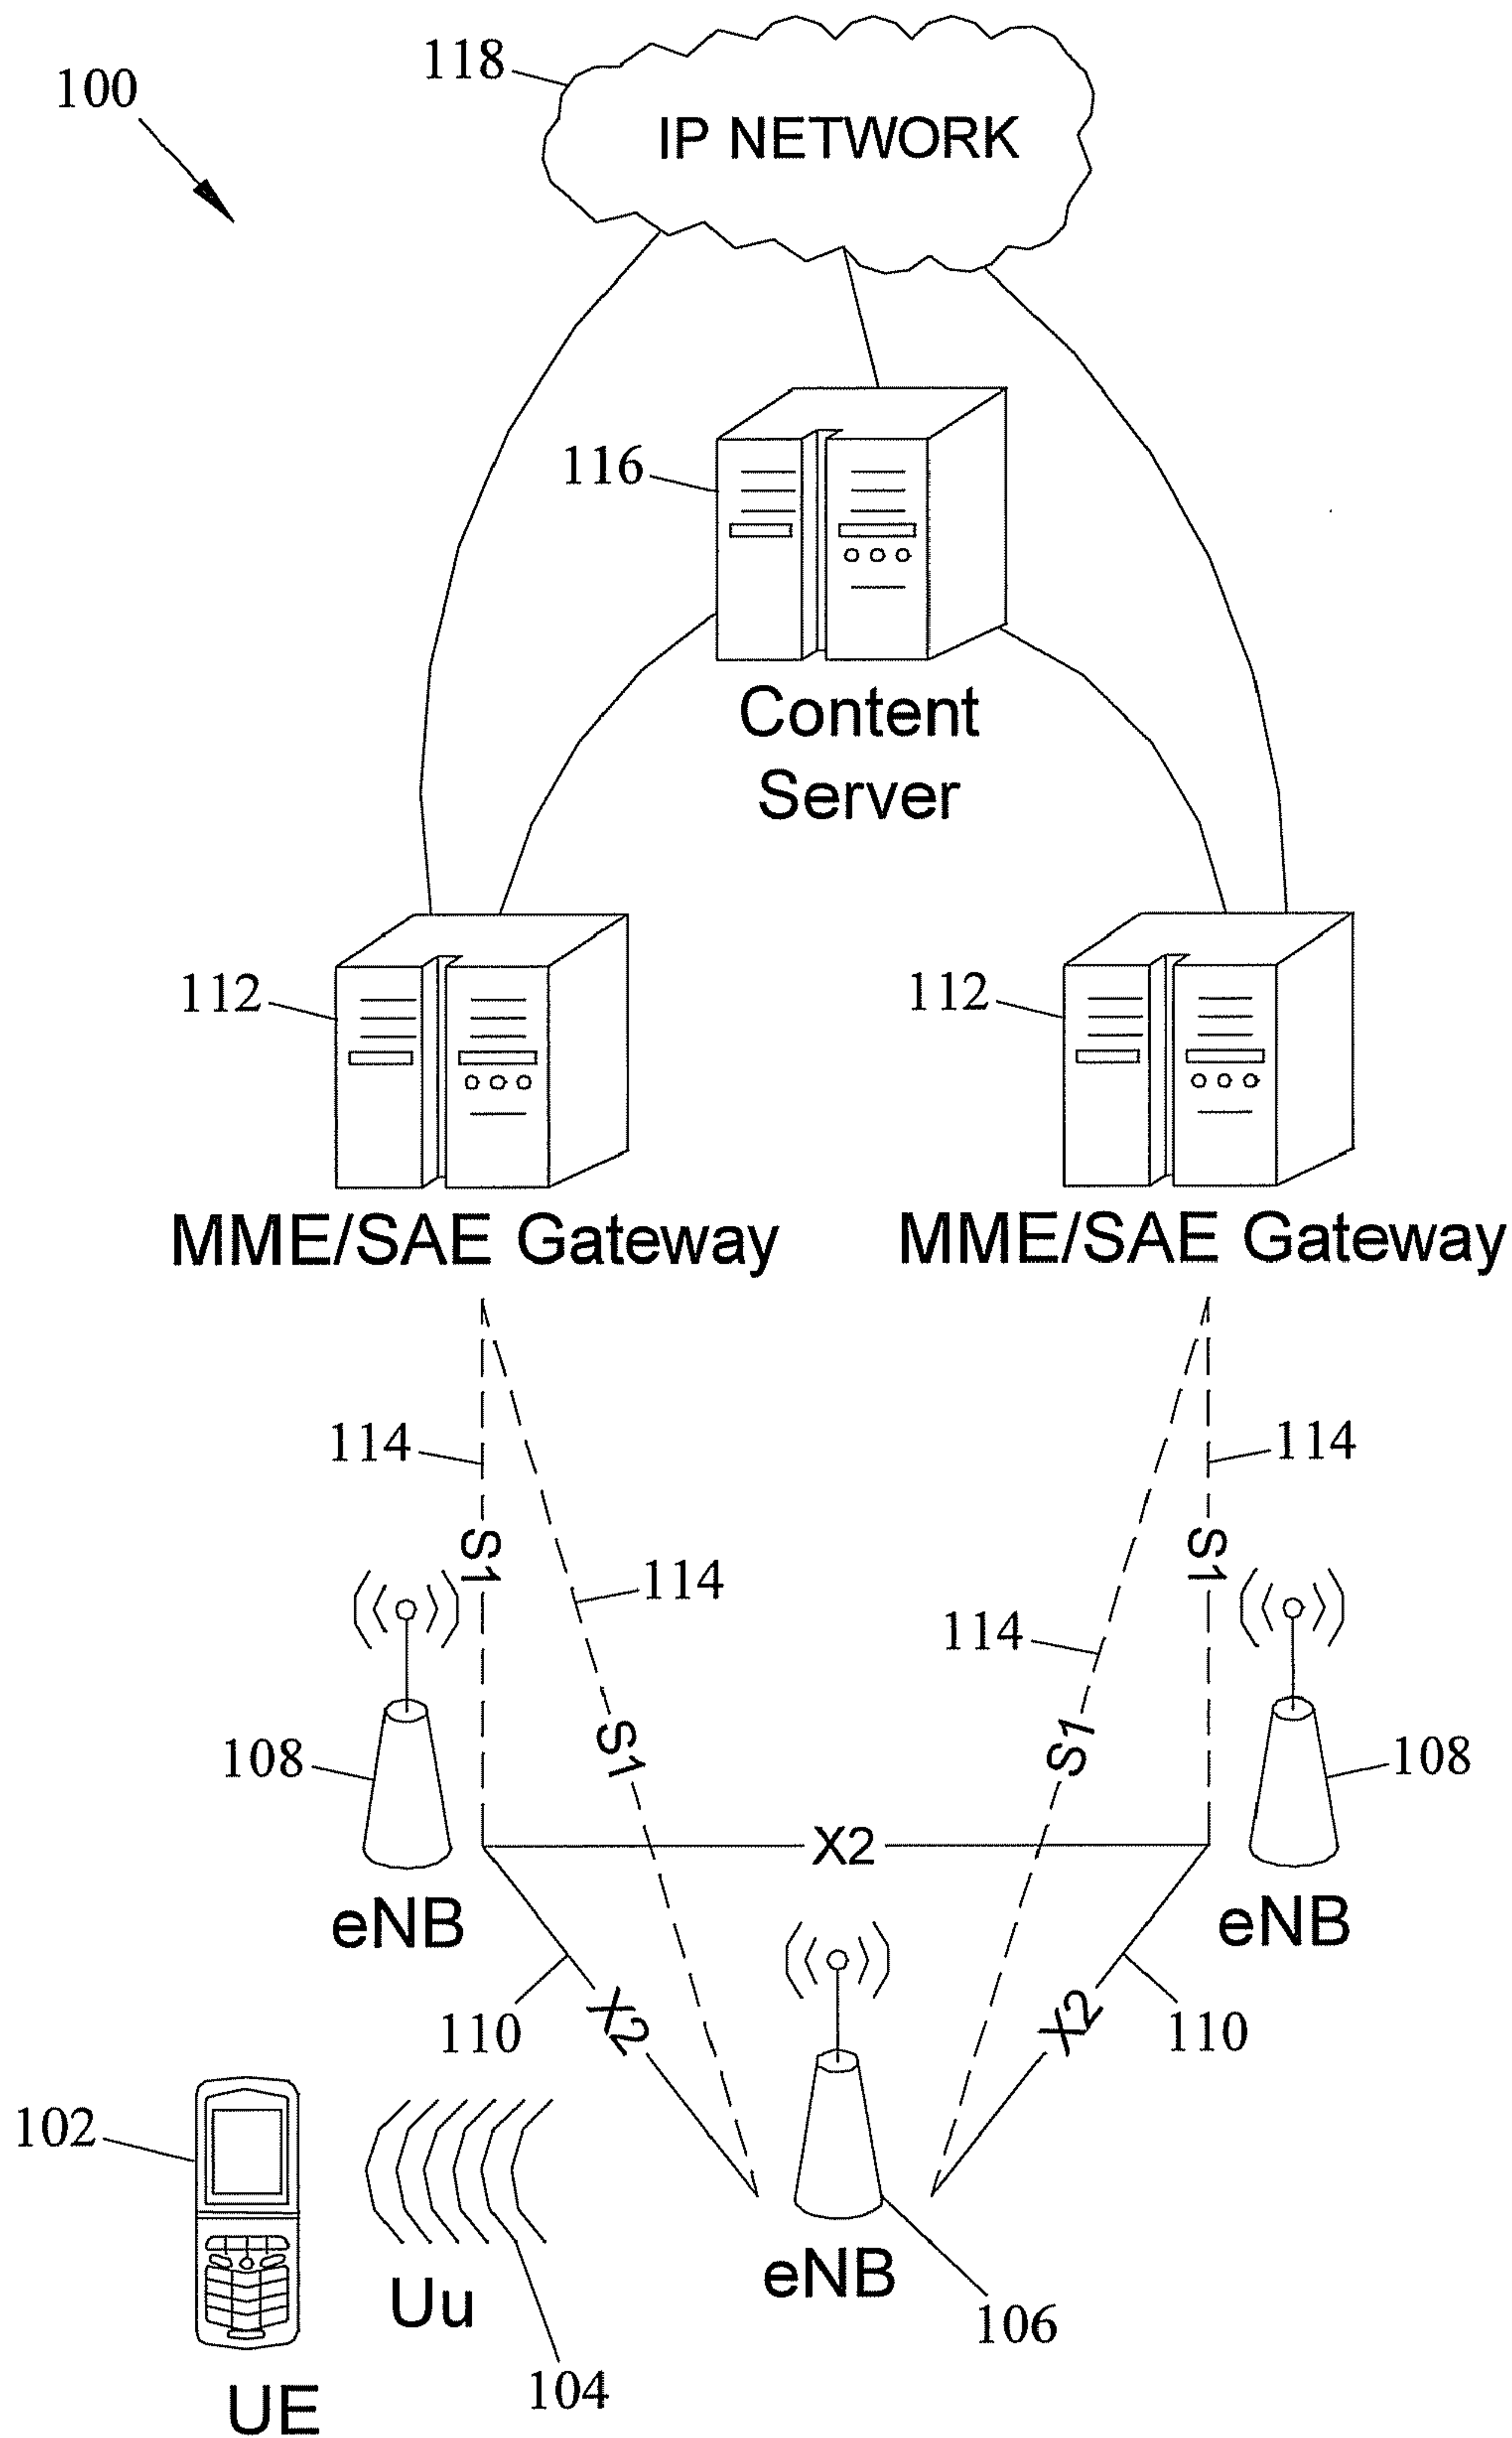 118
100
IP NETWORK
116
Content
Server
112
112
MME/SAE Gateway
MME/SAE Gateway
114
114
S1
S1
114
114
S1
S1
108
108
X2
eNB
eNB
110
X2
X2
110
102
Uu
eNB
106
104
UE